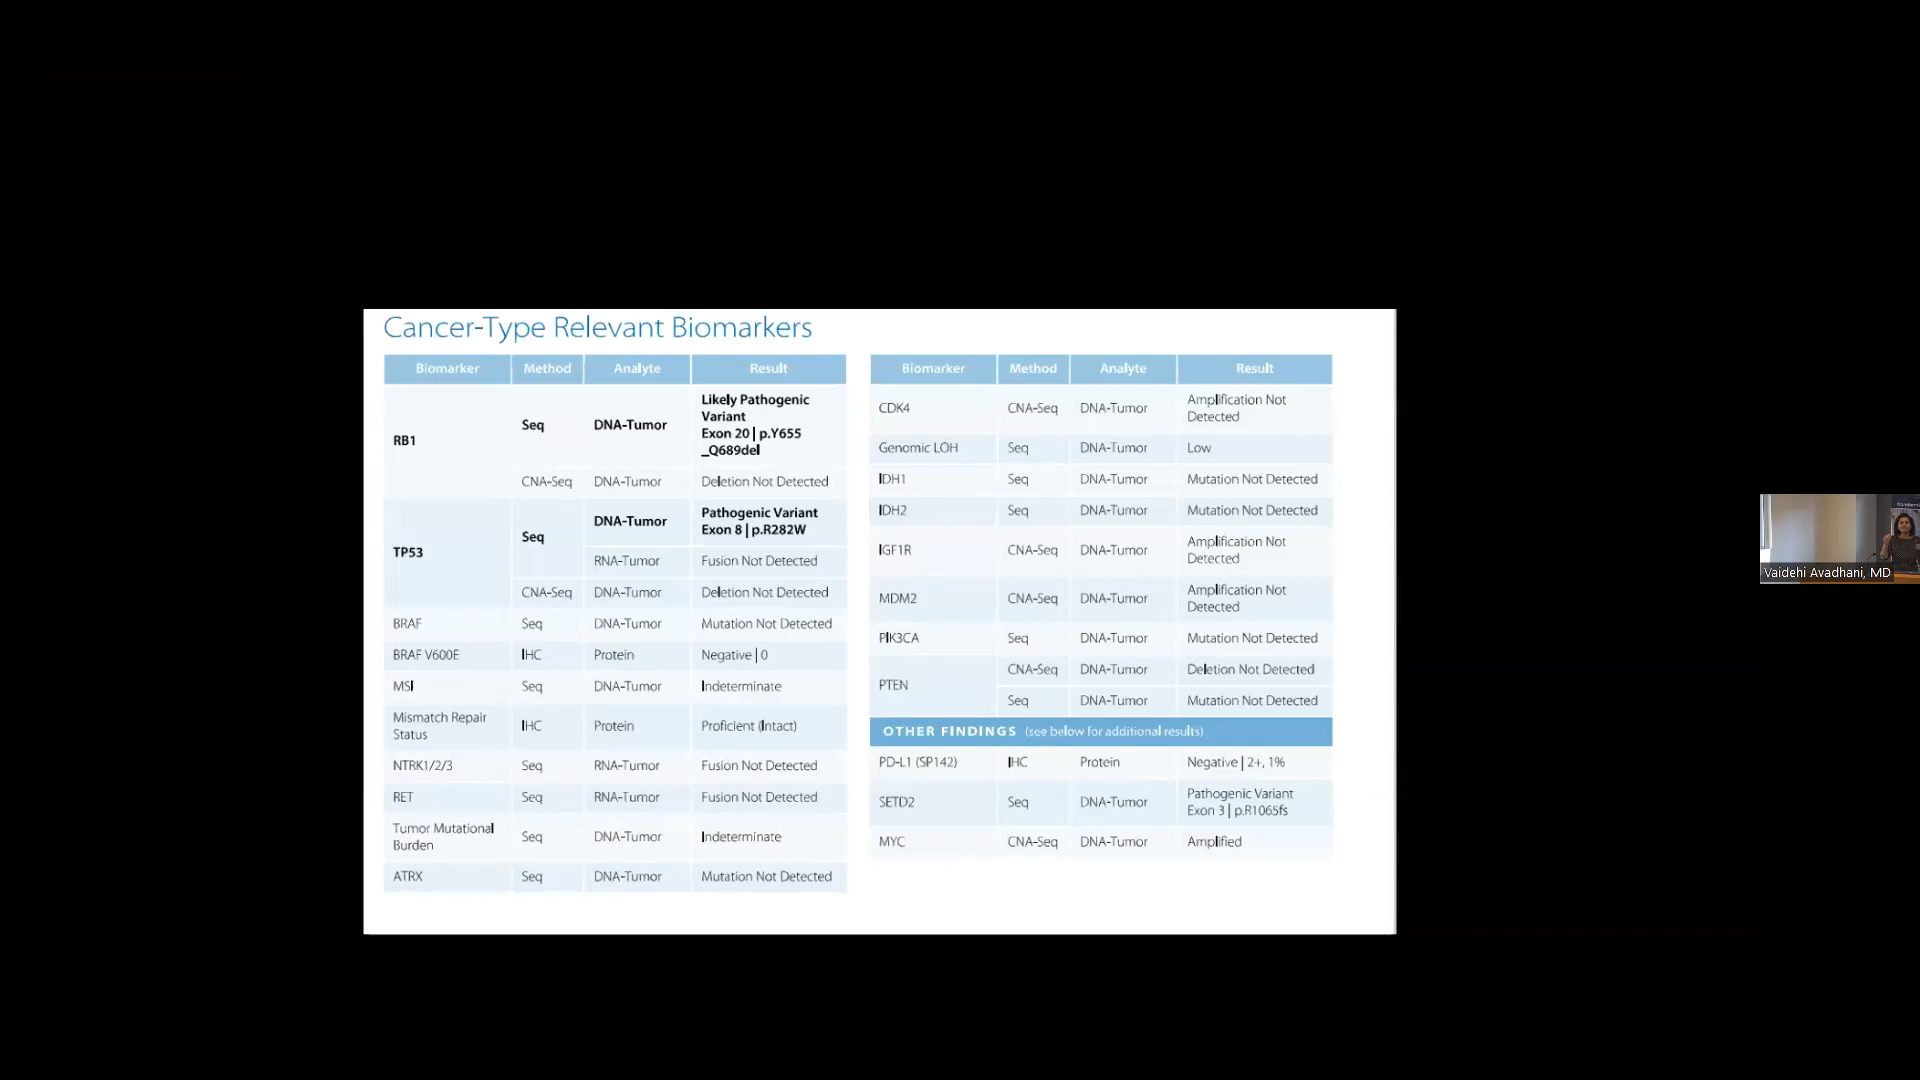 Cancer-Type Relevant Biomarkers
Biomarker Method Analyte Result
RB1 Seq DNA-Tumor Likely Pathogenic
Variant
Exon 20 | p.Y655
_Q689del
CNA-Seq DNA-Tumor Deletion Not Detected
TP53 Seq DNA-Tumor Pathogenic Variant
Exon 8 | p.R282W
RNA-Tumor Fusion Not Detected
CNA-Seq DNA-Tumor Deletion Not Detected
BRAF Seq DNA-Tumor Mutation Not Detected
BRAF V600E IHC Protein Negative | 0
MSI Seq DNA-Tumor Indeterminate
Mismatch Repair
Status IHC Protein Proficient (Intact)
NTRK1/2/3 Seq RNA-Tumor Fusion Not Detected
RET Seq RNA-Tumor Fusion Not Detected
Tumor Mutational
Burden Seq DNA-Tumor Indeterminate
ATRX Seq DNA-Tumor Mutation Not Detected
Biomarker Method Analyte Result
CDK4 CNA-Seq DNA-Tumor Amplification Not
Detected
Genomic LOH Seq DNA-Tumor Low
IDH1 Seq DNA-Tumor Mutation Not Detected
IDH2 Seq DNA-Tumor Mutation Not Detected
IGF1R CNA-Seq DNA-Tumor Amplification Not
Detected
MDM2 CNA-Seq DNA-Tumor Amplification Not
Detected
PIK3CA Seq DNA-Tumor Mutation Not Detected
PTEN CNA-Seq DNA-Tumor Deletion Not Detected
Seq DNA-Tumor Mutation Not Detected
OTHER FINDINGS (see below for additional results)
PD-L1 (SP142) IHC Protein Negative | 2+, 1%
SETD2 Seq DNA-Tumor Pathogenic Variant
Exon 3 | p.R1065fs
MYC CNA-Seq DNA-Tumor Amplified
Vaidehi Avadhani, MD